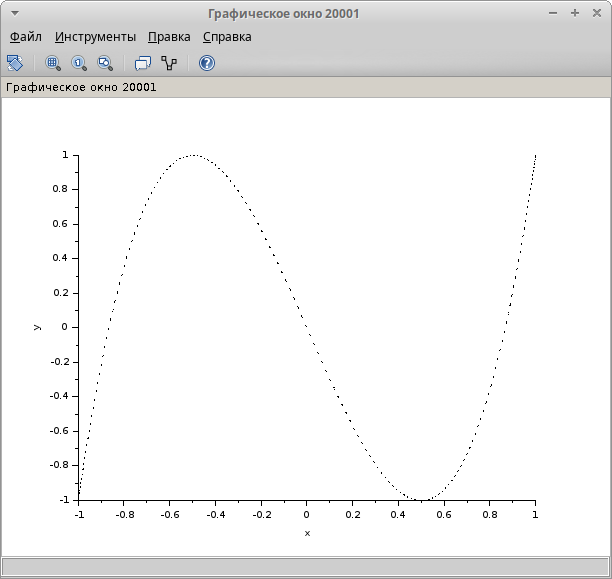 Графическое окно 20001
Файл Инструменты Правка Справка
Графическое окно 20001
1
0.8
0.6
0.4
0.2
0
-0.2
-0.4
-0.6
-0.8
-1
y
-1 -0.8 -0.6 -0.4 -0.2 0 0.2 0.4 0.6 0.8 1
x